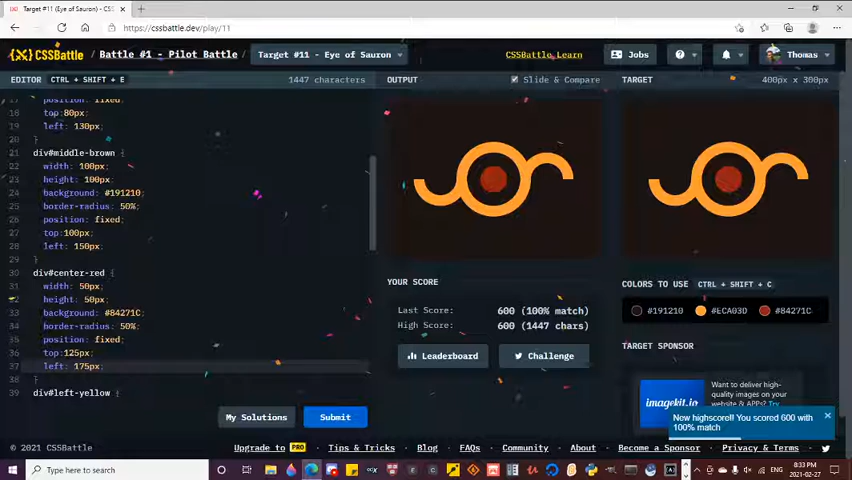 Target #11 (Eye of Sauron) - CSS
https://cssbattle.dev/play/11
CSSBattle
Battle #1 - Pilot Battle
Target #11 - Eye of Sauron
CSSBattle Learn
Jobs
Thomas
EDITOR CTRL + SHIFT + E
1447 characters
OUTPUT
Slide & Compare
TARGET
400px x 300px
17 position: fixed;
18 top:80px;
19 left: 130px;
20 }
21 div#middle-brown {
22 width: 100px;
23 height: 100px;
24 background: #191210;
25 border-radius: 50%;
26 position: fixed;
27 top:100px;
28 left: 150px;
29 }
30 div#center-red {
31 width: 50px;
32 height: 50px;
33 background: #84271C;
34 border-radius: 50%;
35 position: fixed;
36 top:125px;
37 left: 175px;
38 }
39 div#left-yellow {
YOUR SCORE
Last Score: 600 (100% match)
High Score: 600 (1447 chars)
Leaderboard
Challenge
COLORS TO USE CTRL + SHIFT + C
#191210
#ECA03D
#84271C
TARGET SPONSOR
imagekit.io
Want to deliver high-
quality images on your
website & APPs? Try
New highscore!! You scored 600 with
100% match
My Solutions
Submit
© 2021 CSSBattle
Upgrade to PRO
Tips & Tricks
Blog
FAQs
Community
About
Become a Sponsor
Privacy & Terms
Type here to search
ENG
8:33 PM
2021-02-27